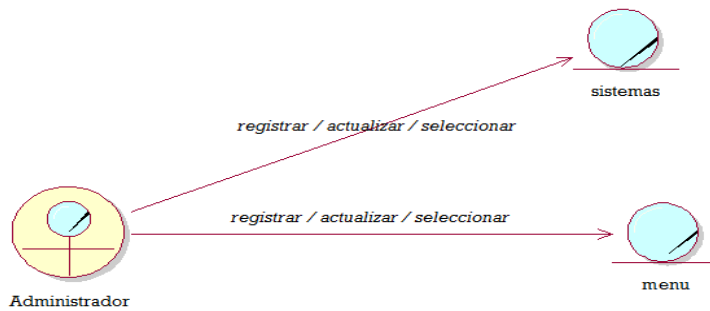 sistemas
registrar / actualizar / seleccionar
registrar / actualizar / seleccionar
menu
Administrador